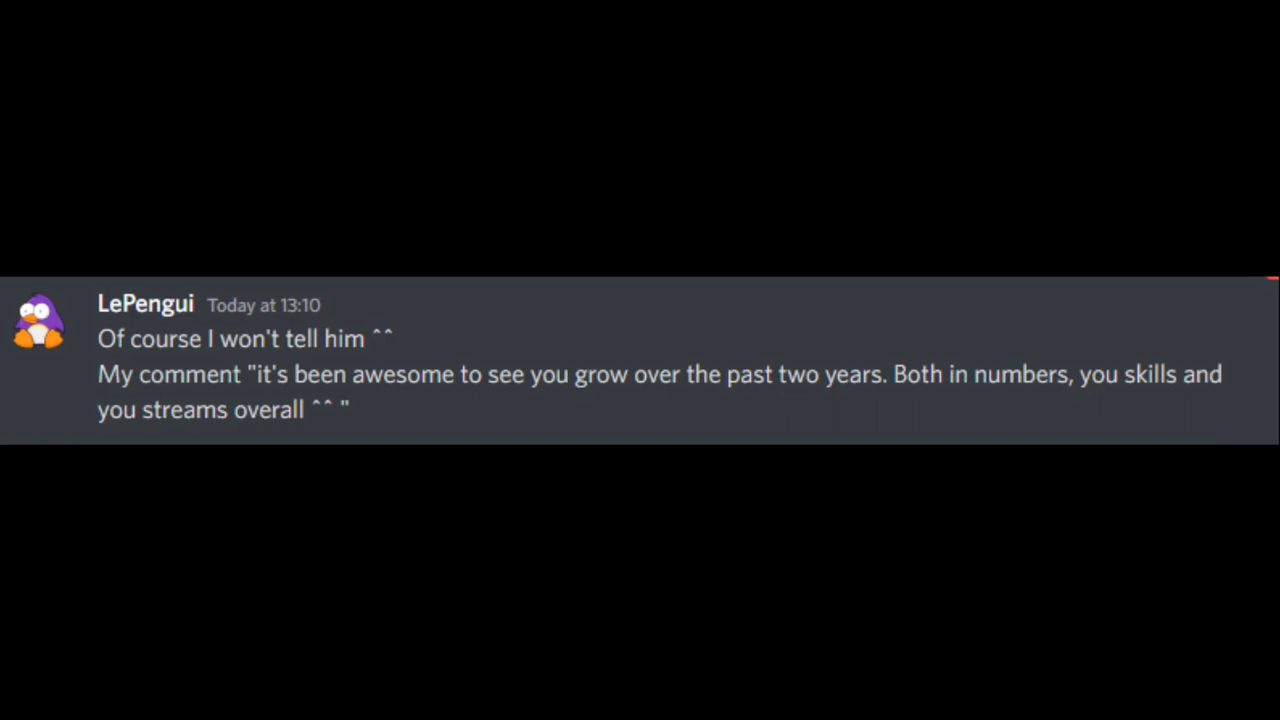 LePengui Today at 13:10
Of course I won't tell him ^^
My comment "it's been awesome to see you grow over the past two years. Both in numbers, you skills and
you streams overall ^^ "